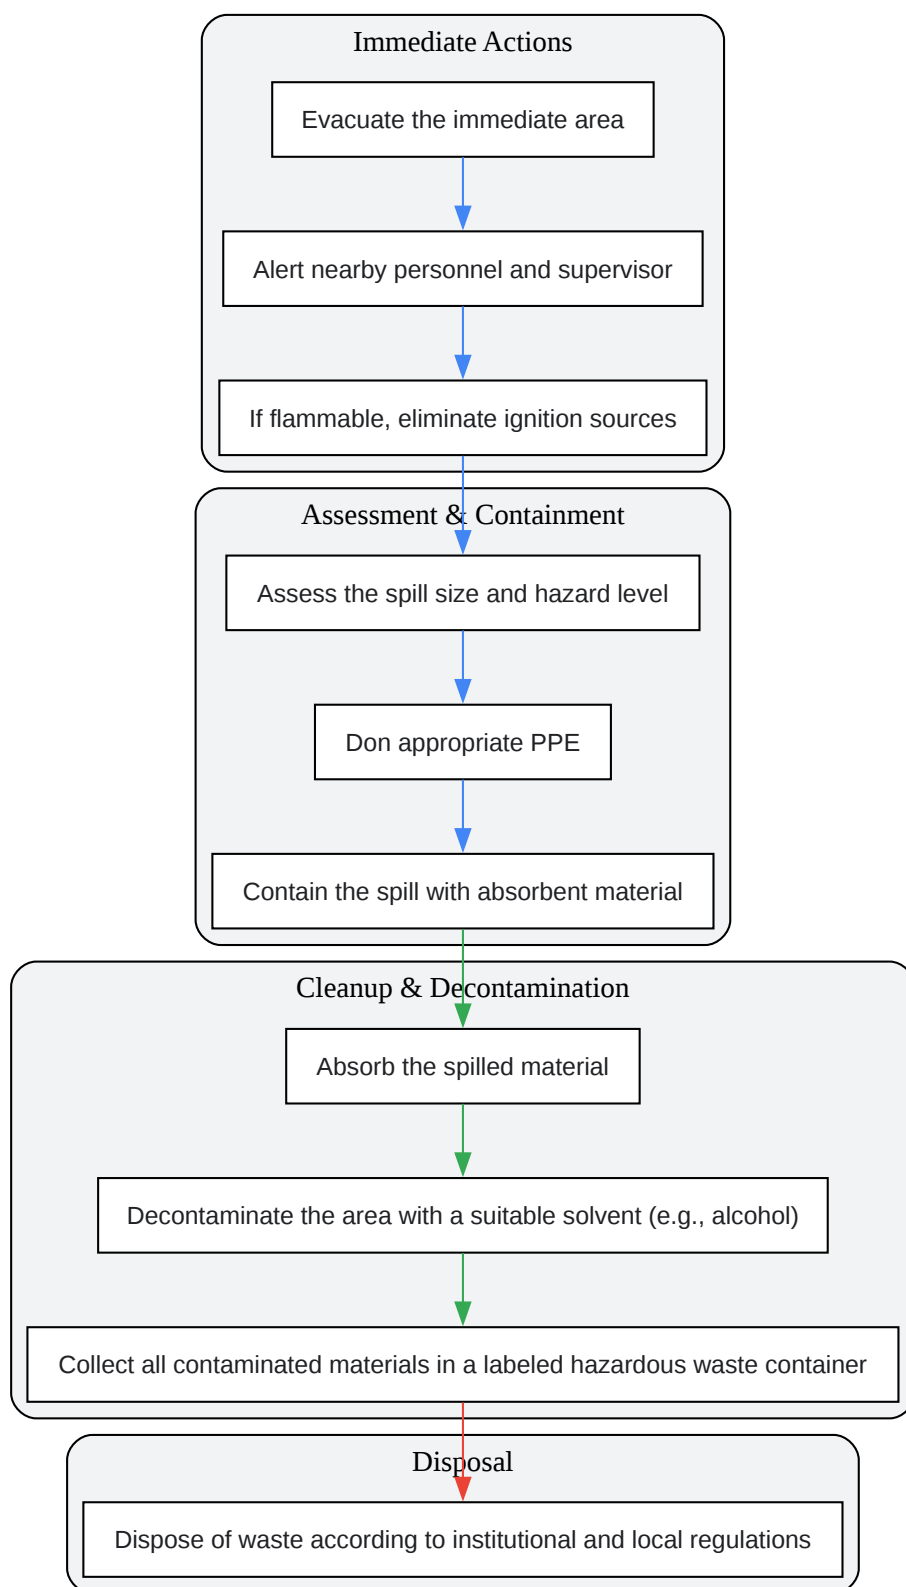 Immediate Actions
Evacuate the immediate area
Alert nearby personnel and supervisor
If flammable, eliminate ignition sources
Assessment & Containment
Assess the spill size and hazard level
Don appropriate PPE
Contain the spill with absorbent material
Cleanup & Decontamination
Absorb the spilled material
Decontaminate the area with a suitable solvent (e.g., alcohol)
Collect all contaminated materials in a labeled hazardous waste container
Disposal
Dispose of waste according to institutional and local regulations